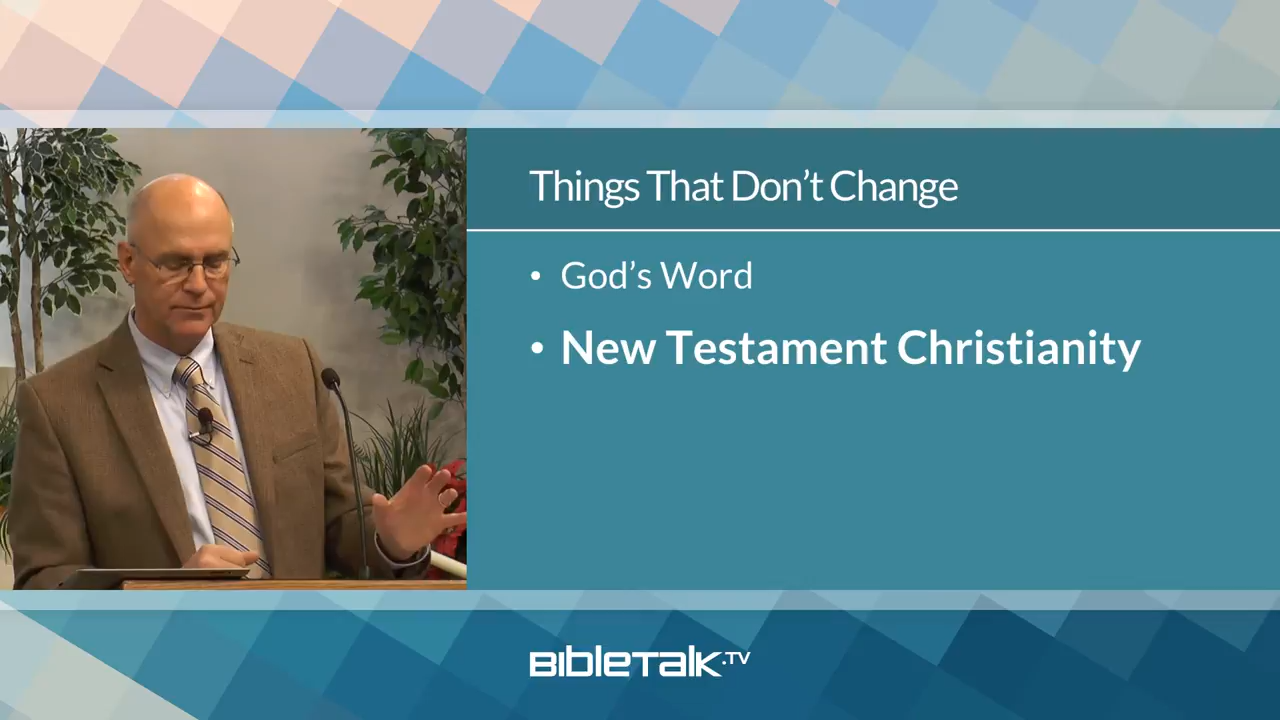 Things That Don’t Change
• God’s Word
• New Testament Christianity
BIBLETALK.TV